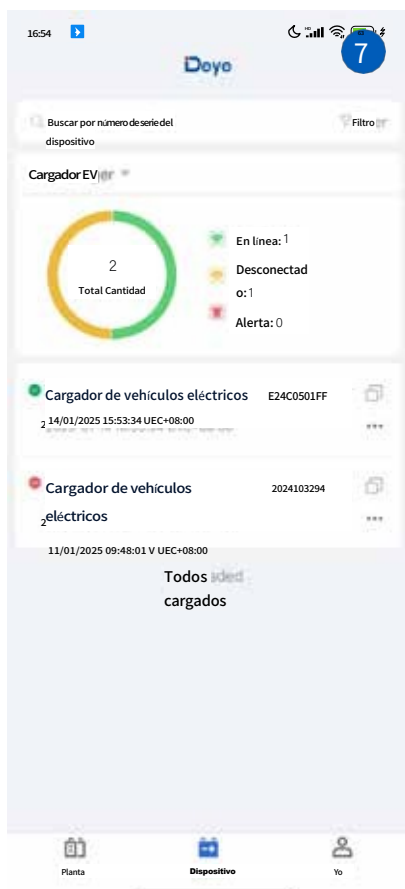 16:54
7
Deye
Buscar por número de serie del
dispositivo
Filtro
Cargador EV
2
Total Cantidad
En línea: 1
Desconectad
o: 1
Alerta: 0
Cargador de vehículos eléctricos E24C0501FF
2 14/01/2025 15:53:34 UEC+08:00
Cargador de vehículos 2024103294
2 eléctricos
11/01/2025 09:48:01 V UEC+08:00
Todos
cargados
Planta
Dispositivo
Yo